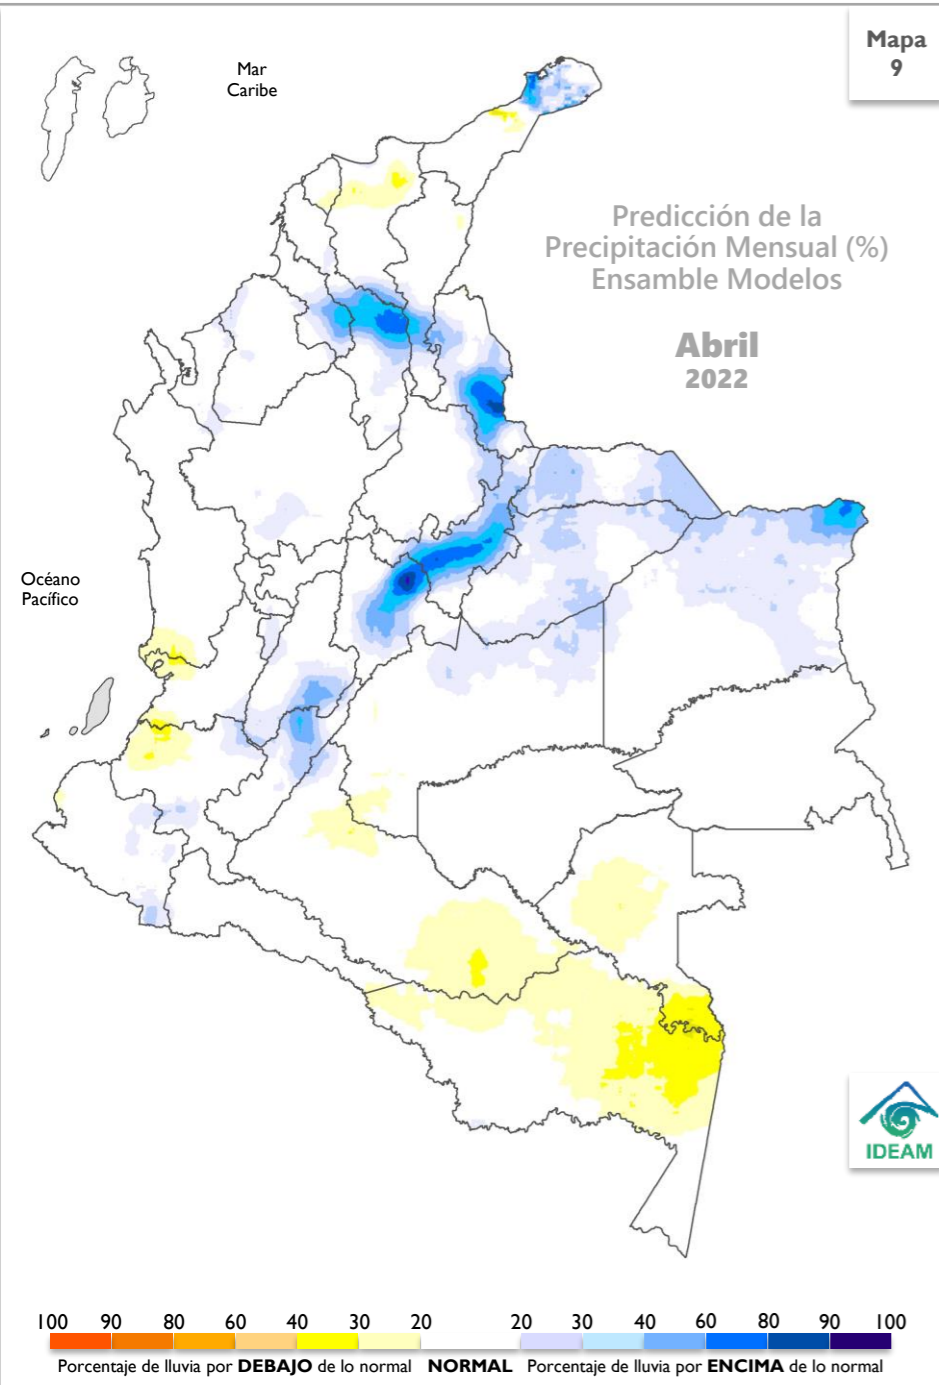 Mapa
9
Mar
Caribe
Predicción de la
Precipitación Mensual (%)
Ensamble Modelos
Abril
2022
Océano
Pacífico
IDEAM
100 90 80 60 40 30 20 20 30 40 60 80 90 100
Porcentaje de lluvia por DEBAJO de lo normal NORMAL Porcentaje de lluvia por ENCIMA de lo normal